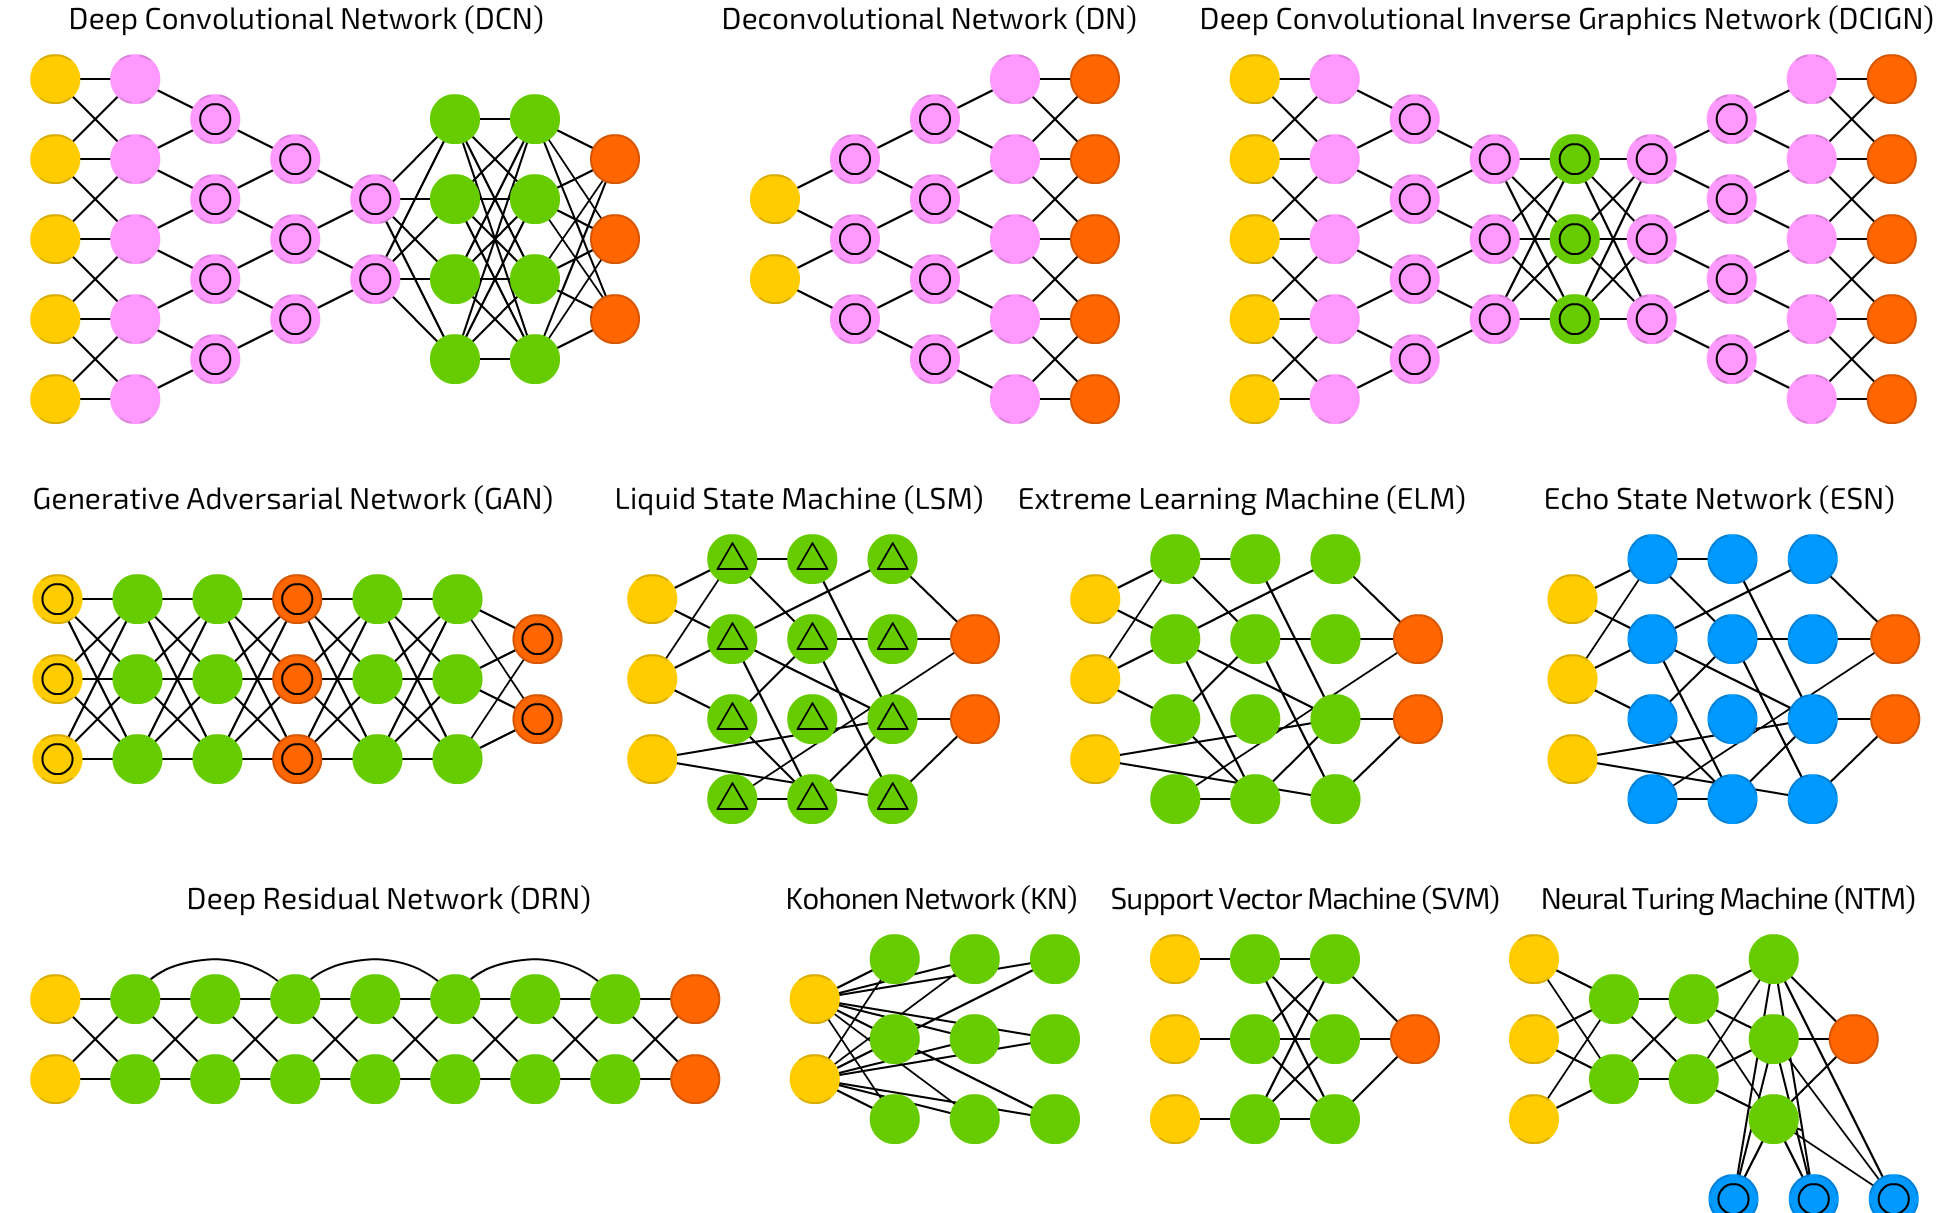 Deep Convolutional Network (DCN)
Deconvolutional Network (DN)
Deep Convolutional Inverse Graphics Network (DCIGN)
Generative Adversarial Network (GAN)
Liquid State Machine (LSM)
Extreme Learning Machine (ELM)
Echo State Network (ESN)
Deep Residual Network (DRN)
Kohonen Network (KN)
Support Vector Machine (SVM)
Neural Turing Machine (NTM)